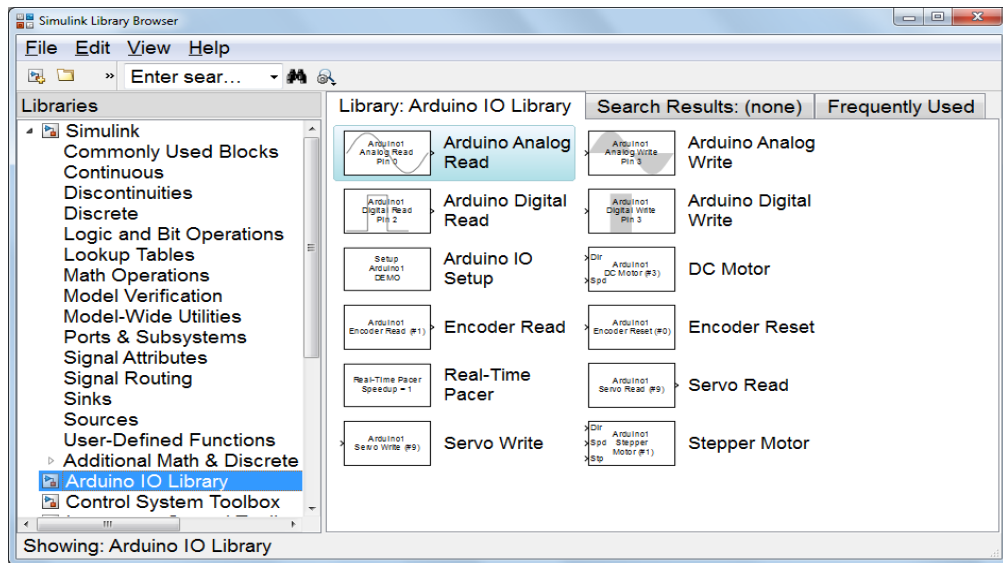 Simulink Library Browser
File Edit View Help
» Enter sear...
Libraries
Library: Arduino IO Library Search Results: (none) Frequently Used
Simulink
Commonly Used Blocks
Continuous
Discontinuities
Discrete
Logic and Bit Operations
Lookup Tables
Math Operations
Model Verification
Model-Wide Utilities
Ports & Subsystems
Signal Attributes
Signal Routing
Sinks
Sources
User-Defined Functions
Additional Math & Discrete
Arduino IO Library
Control System Toolbox
Arduino1
Analog Read
Pin 0
Arduino Analog
Read
Arduino1
Analog Write
Pin 3
Arduino Analog
Write
Arduino1
Digital Read
Pin 2
Arduino Digital
Read
Arduino1
Digital Write
Pin 3
Arduino Digital
Write
Setup
Arduino1
DEMO
Arduino IO
Setup
Dir
Arduino1
DC Motor (#3)
Spd
DC Motor
Arduino1
Encoder Read (#1)
Encoder Read
Arduino1
Encoder Reset (#0)
Encoder Reset
Real-Time Pacer
Speedup = 1
Real-Time
Pacer
Arduino1
Servo Read (#9)
Servo Read
Arduino1
Servo Write (#9)
Servo Write
Dir Arduino1
Spd Stepper
Motor (#1)
Stp
Stepper Motor
Showing: Arduino IO Library